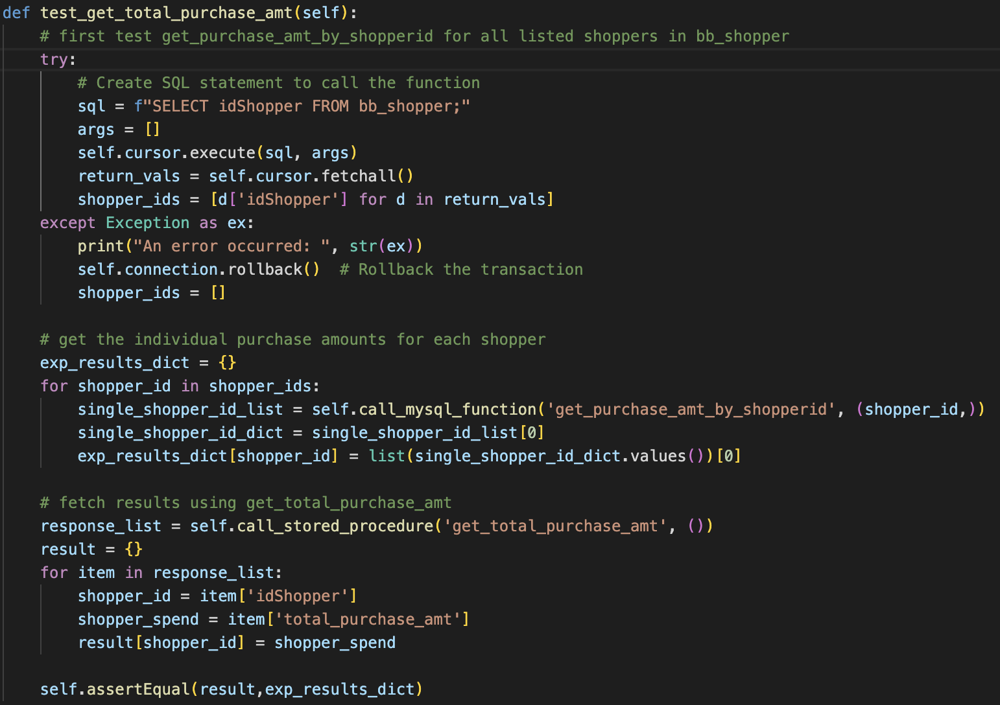 def test_get_total_purchase_amt(self):
    # first test get_purchase_amt_by_shopperid for all listed shoppers in bb_shopper
    try:
        # Create SQL statement to call the function
        sql = f"SELECT idShopper FROM bb_shopper;"
        args = []
        self.cursor.execute(sql, args)
        return_vals = self.cursor.fetchall()
        shopper_ids = [d['idShopper'] for d in return_vals]
    except Exception as ex:
        print("An error occurred: ", str(ex))
        self.connection.rollback()  # Rollback the transaction
        shopper_ids = []

    # get the individual purchase amounts for each shopper
    exp_results_dict = {}
    for shopper_id in shopper_ids:
        single_shopper_id_list = self.call_mysql_function('get_purchase_amt_by_shopperid', (shopper_id,))
        single_shopper_id_dict = single_shopper_id_list[0]
        exp_results_dict[shopper_id] = list(single_shopper_id_dict.values())[0]

    # fetch results using get_total_purchase_amt
    response_list = self.call_stored_procedure('get_total_purchase_amt', ())
    result = {}
    for item in response_list:
        shopper_id = item['idShopper']
        shopper_spend = item['total_purchase_amt']
        result[shopper_id] = shopper_spend

    self.assertEqual(result,exp_results_dict)